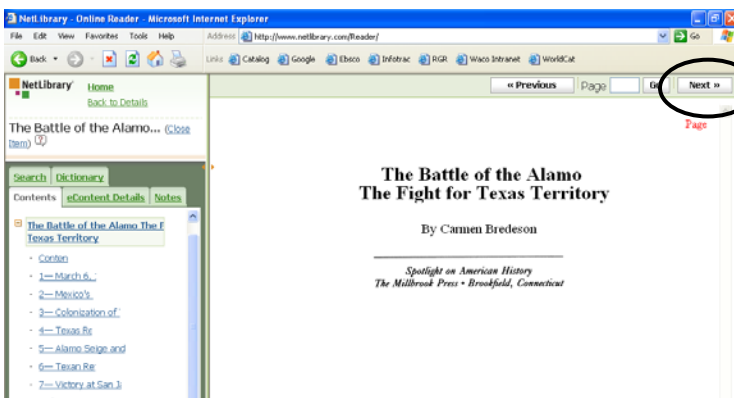 NetLibrary - Online Reader - Microsoft Internet Explorer
File Edit View Favorites Tools Help
Address http://www.netlibrary.com/Reader/
Go
Back
Links Catalog Google Ebsco Infotrac RGR Waco Intranet WorldCat
NetLibrary Home
Back to Details
« Previous Page Go Next »
The Battle of the Alamo... (Close Item)
Page
Search Dictionary
Contents eContent Details Notes
The Battle of the Alamo The F
Texas Territory
Conten
1— March 6, :
2— Mexico's
3— Colonization of
4— Texas Re
5— Alamo Seige and
6— Texan Re
7— Victory at San J
The Battle of the Alamo
The Fight for Texas Territory
By Carmen Bredeson
Spotlight on American History
The Millbrook Press • Brookfield, Connecticut